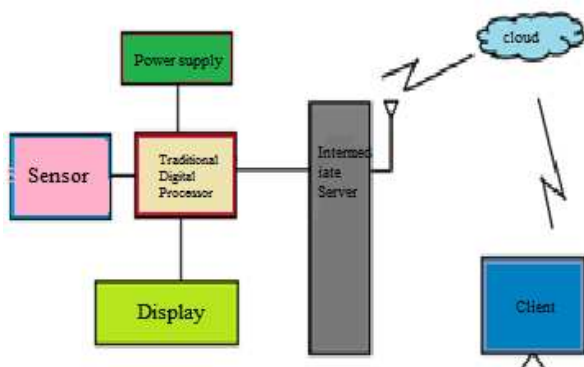 cloud
Power supply
Sensor
Traditional
Digital
Processor
Intermed
iate
Server
Display
Client